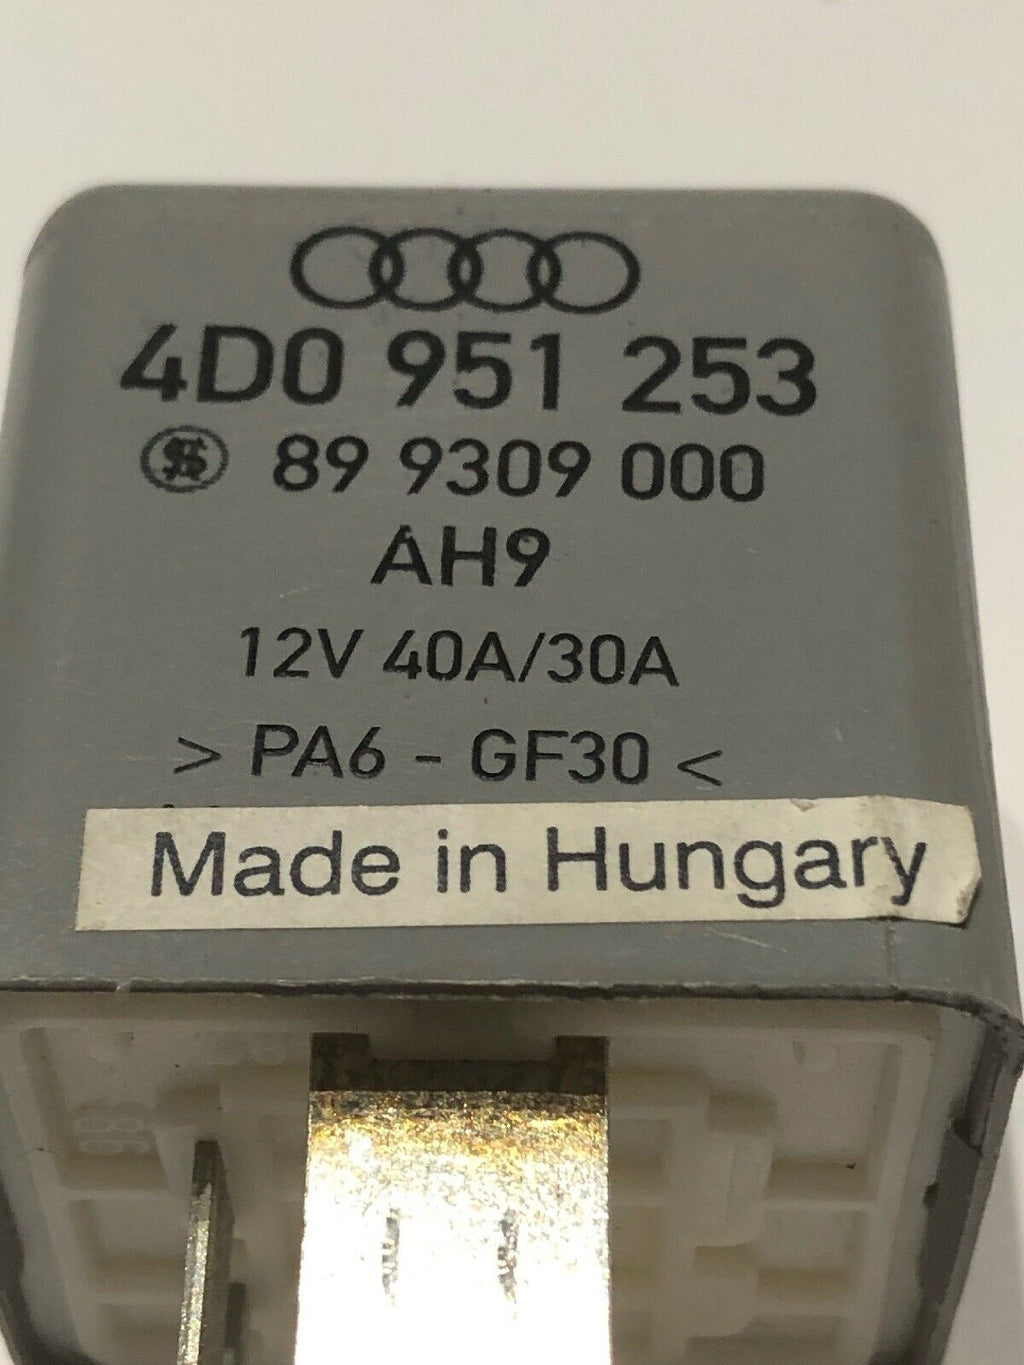 4D0 951 253
89 9309 000
AH9
12V 40A/30A
> PA6 - GF30 <
Made in Hungary